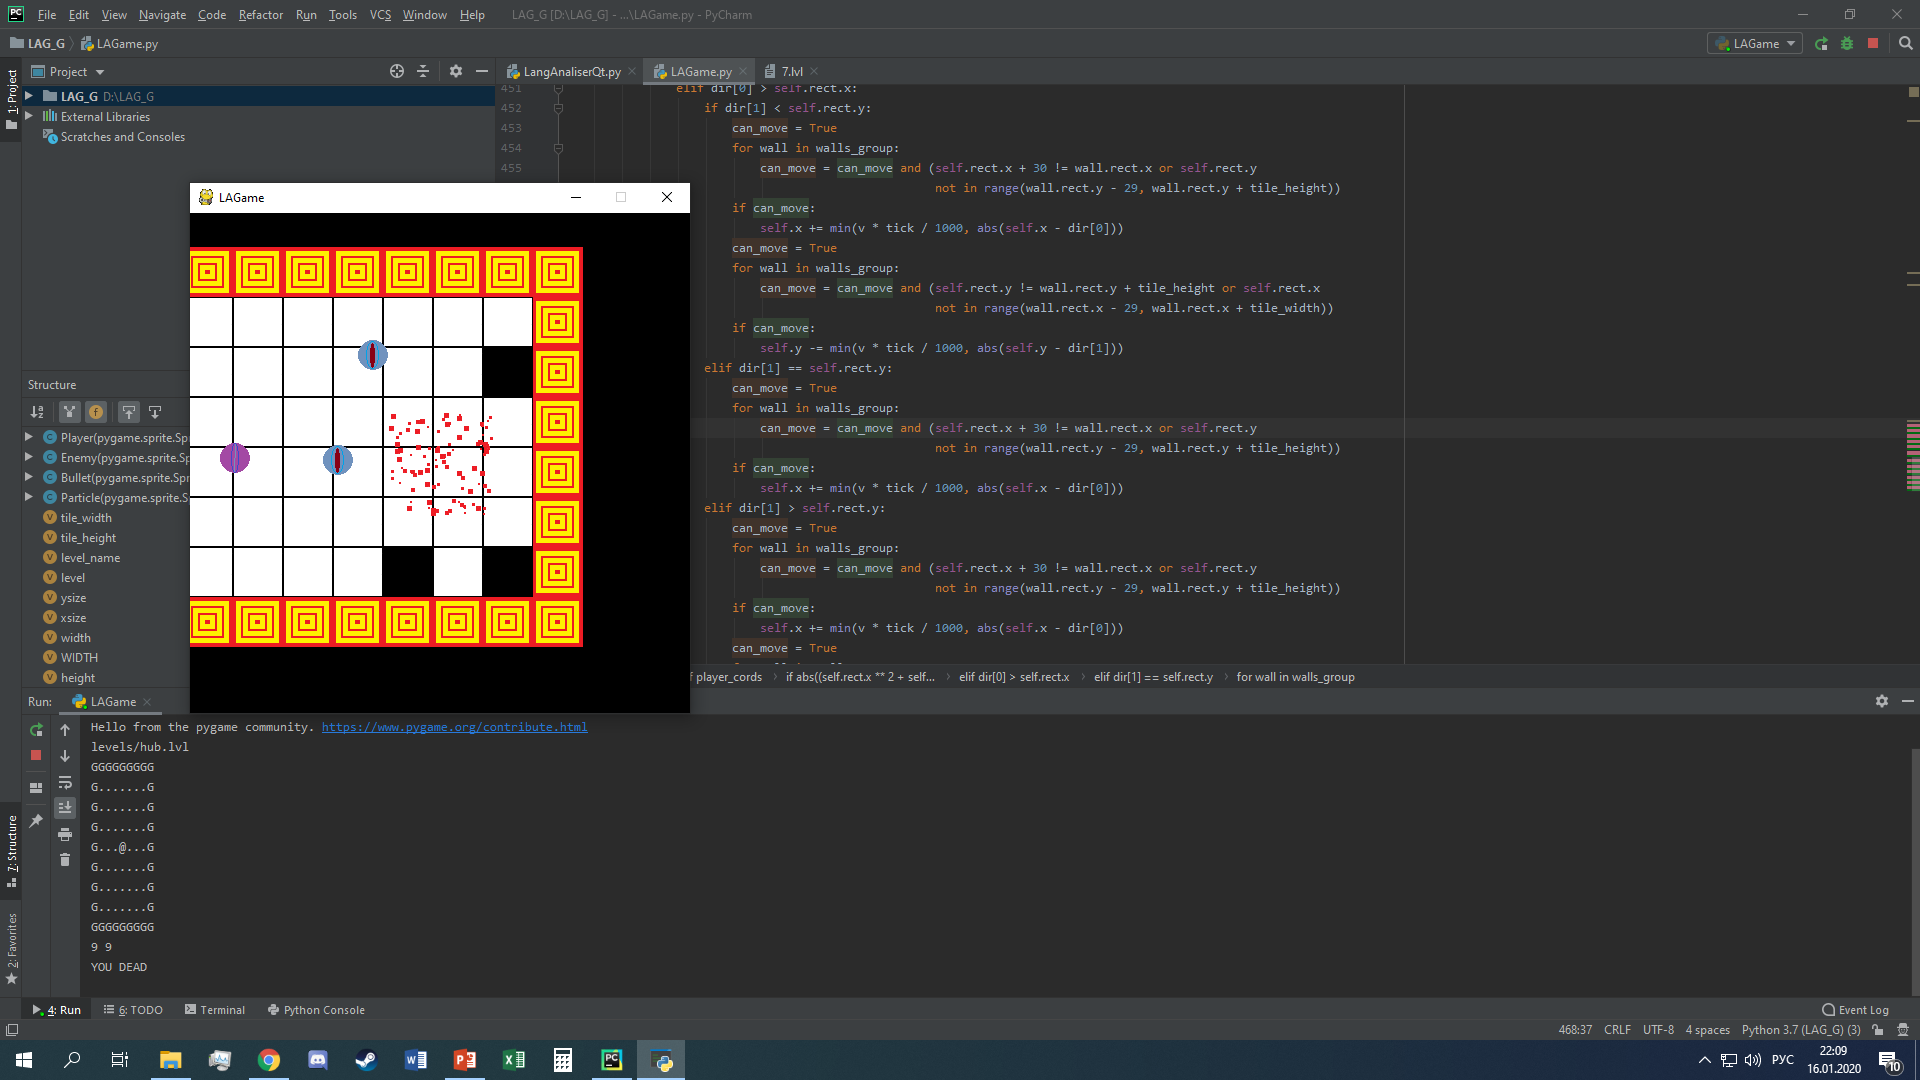 File Edit View Navigate Code Refactor Run Tools VCS Window Help LAG_G [D:\LAG_G] - ...\LAGame.py - PyCharm
LAG_G LAGame.py LAGame
1: Project
Project LangAnaliserQt.py LAGame.py 7.lvl
LAG_G D:\LAG_G
External Libraries
Scratches and Consoles
451 elif dir[0] > self.rect.x:
452 if dir[1] < self.rect.y:
453 can_move = True
454 for wall in walls_group:
455 can_move = can_move and (self.rect.x + 30 != wall.rect.x or self.rect.y
not in range(wall.rect.y - 29, wall.rect.y + tile_height))
if can_move:
self.x += min(v * tick / 1000, abs(self.x - dir[0]))
can_move = True
for wall in walls_group:
can_move = can_move and (self.rect.y != wall.rect.y + tile_height or self.rect.x
not in range(wall.rect.x - 29, wall.rect.x + tile_width))
if can_move:
self.y -= min(v * tick / 1000, abs(self.y - dir[1]))
elif dir[1] == self.rect.y:
can_move = True
for wall in walls_group:
can_move = can_move and (self.rect.x + 30 != wall.rect.x or self.rect.y
not in range(wall.rect.y - 29, wall.rect.y + tile_height))
if can_move:
self.x += min(v * tick / 1000, abs(self.x - dir[0]))
elif dir[1] > self.rect.y:
can_move = True
for wall in walls_group:
can_move = can_move and (self.rect.x + 30 != wall.rect.x or self.rect.y
not in range(wall.rect.y - 29, wall.rect.y + tile_height))
if can_move:
self.x += min(v * tick / 1000, abs(self.x - dir[0]))
can_move = True
LAGame
Structure
Player(pygame.sprite.Sp
Enemy(pygame.sprite.Sp
Bullet(pygame.sprite.Spr
Particle(pygame.sprite.S
tile_width
tile_height
level_name
level
ysize
xsize
width
WIDTH
height
f player_cords if abs((self.rect.x ** 2 + self... elif dir[0] > self.rect.x elif dir[1] == self.rect.y for wall in walls_group
Run: LAGame
Hello from the pygame community. https://www.pygame.org/contribute.html
levels/hub.lvl
GGGGGGGGG
G.......G
G.......G
G.......G
G...@...G
G.......G
G.......G
G.......G
GGGGGGGGG
9 9
YOU DEAD
7: Structure
2: Favorites
4: Run 6: TODO Terminal Python Console Event Log
468:37 CRLF UTF-8 4 spaces Python 3.7 (LAG_G) (3)
РУС
22:09
16.01.2020
10